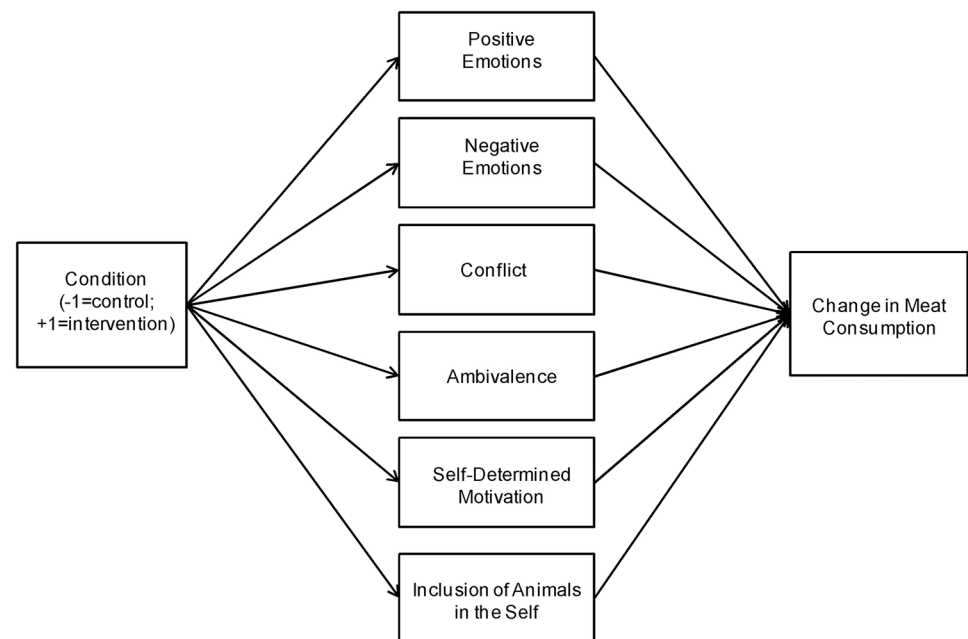 Positive
Emotions
Negative
Emotions
Conflict
Condition
(-1=control;
+1=intervention)
Change in Meat
Consumption
Ambivalence
Self-Determined
Motivation
Inclusion of Animals
in the Self